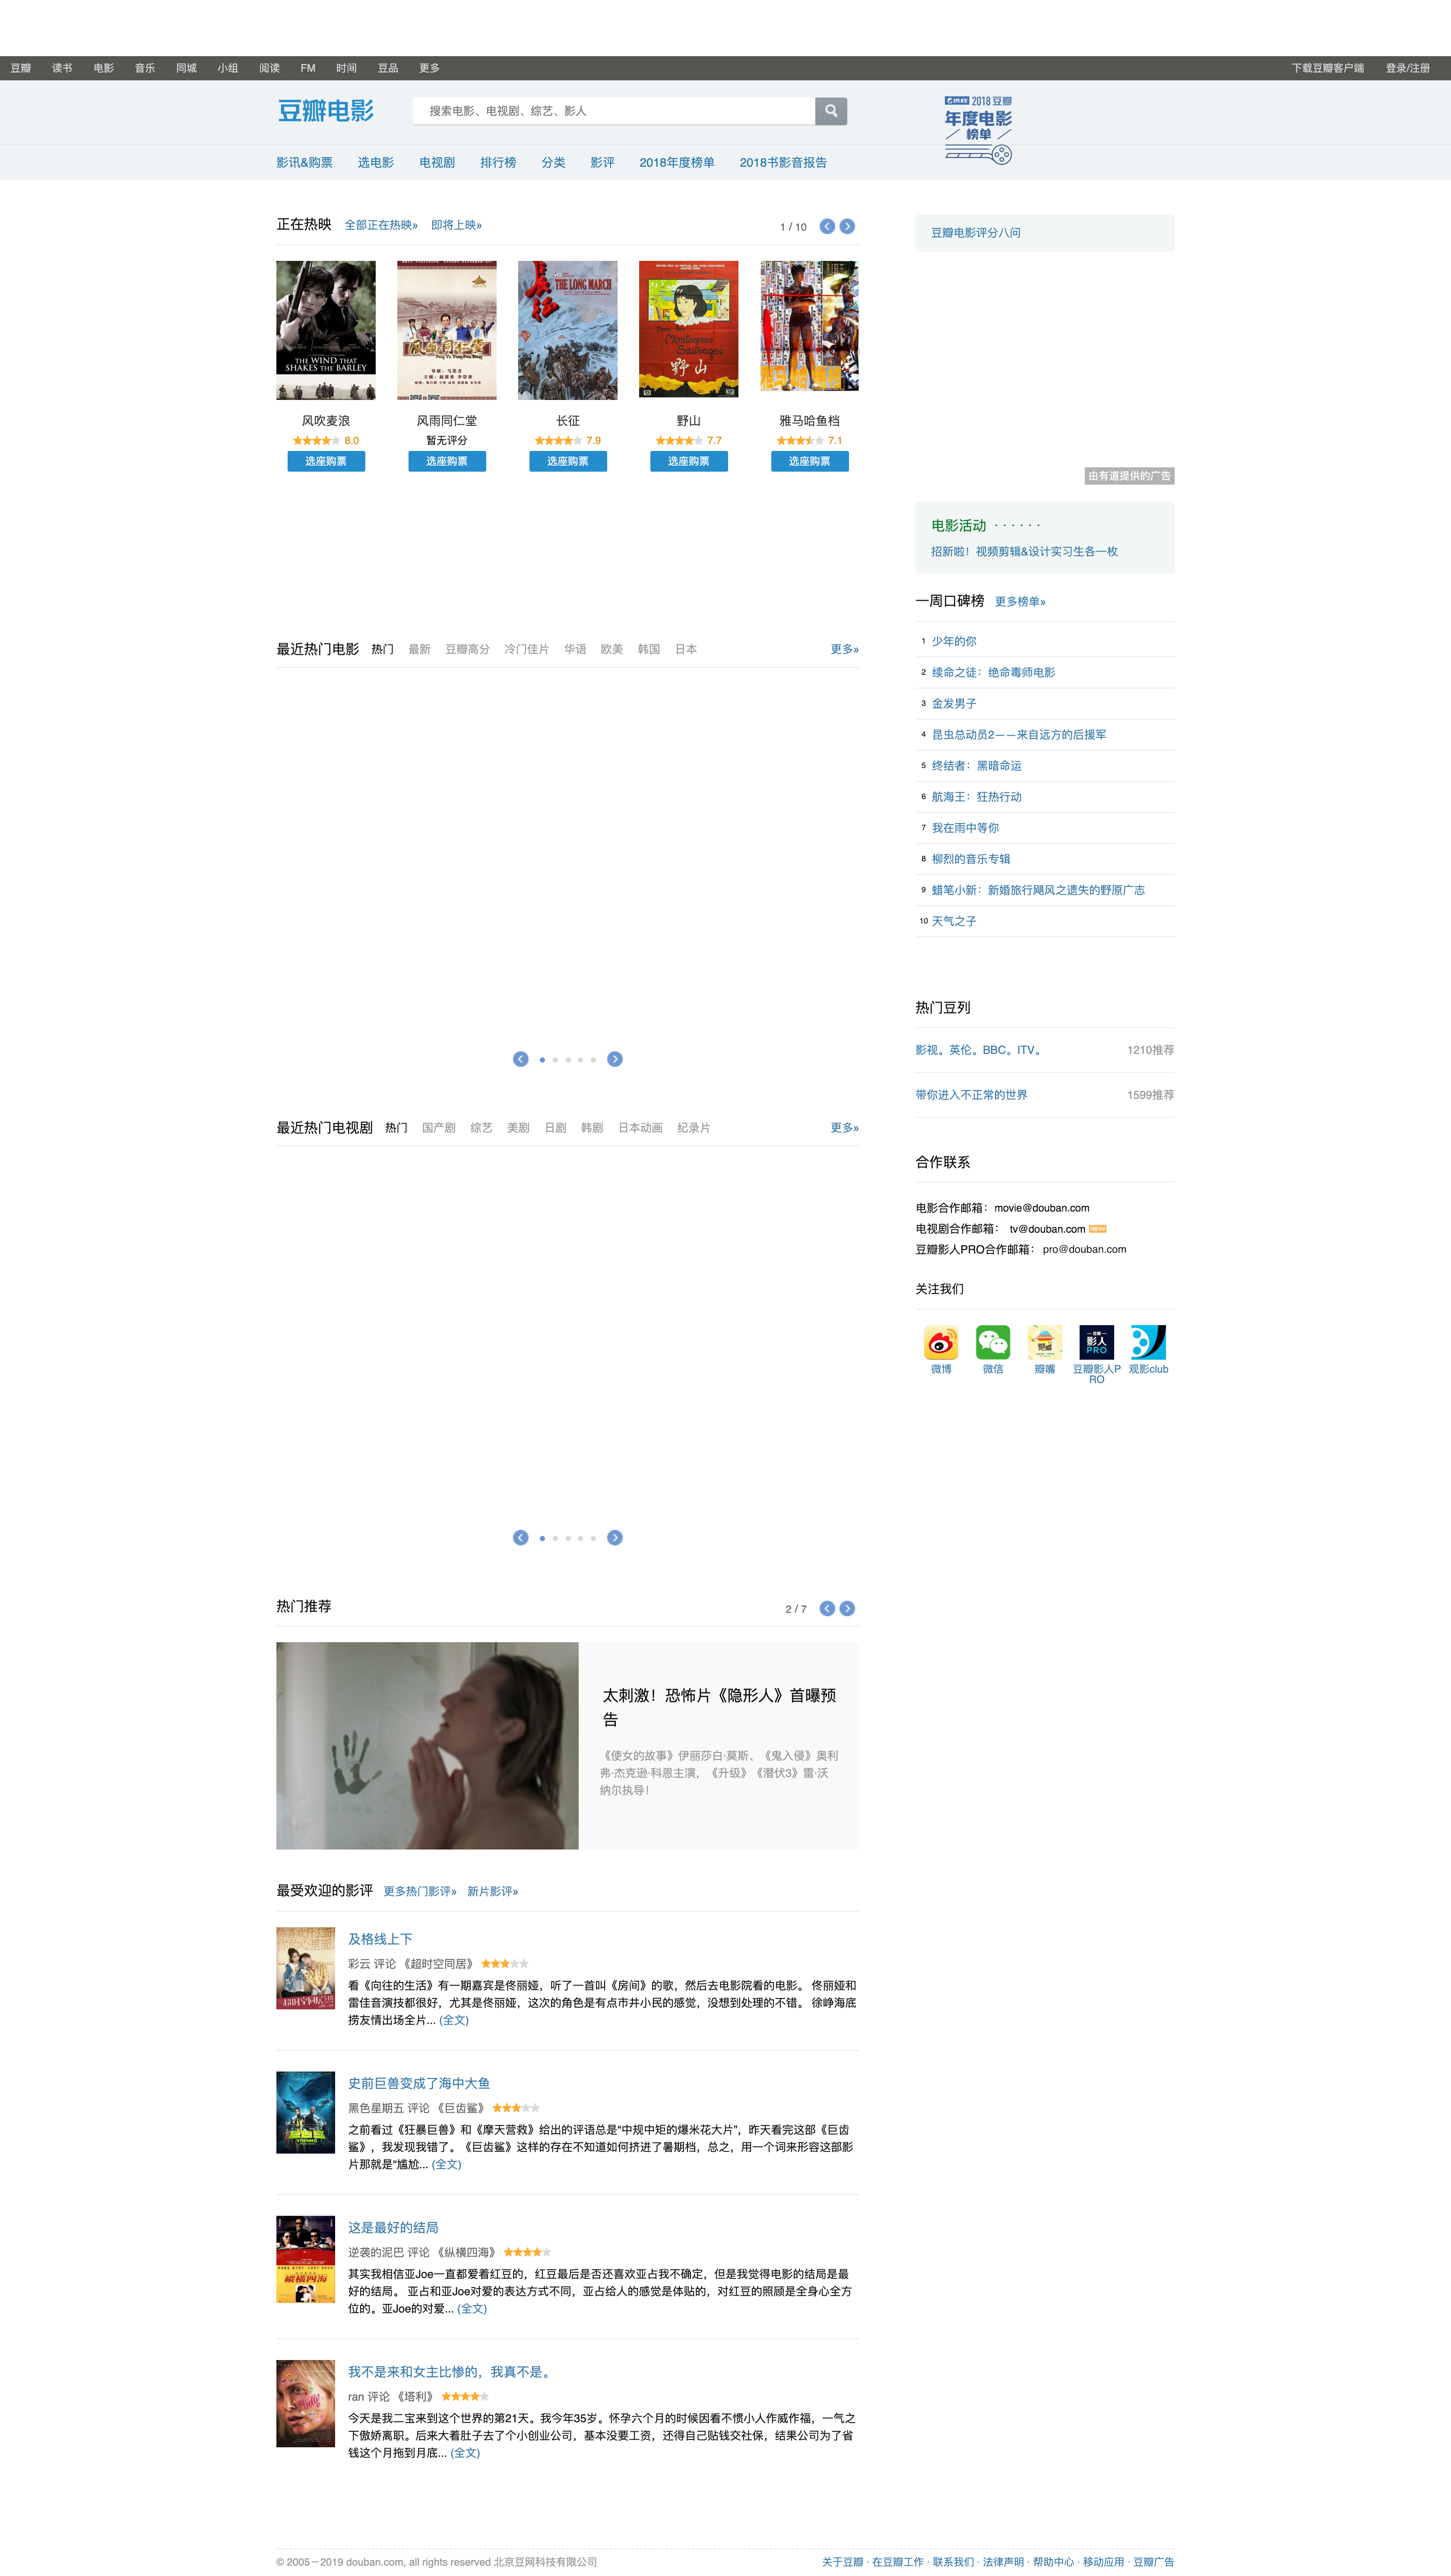 豆瓣 读书 电影 音乐 同城 小组 阅读 FM 时间 豆品 更多 下载豆瓣客户端 登录/注册
豆瓣电影
搜索电影、电视剧、综艺、影人
2018 豆瓣
年度电影
榜单
影讯&购票 选电影 电视剧 排行榜 分类 影评 2018年度榜单 2018书影音报告
正在热映 全部正在热映» 即将上映» 1 / 10
THE WIND THAT
SHAKES THE BARLEY
THE LONG MARCH
Montagnes
Sauvages
野山
风吹麦浪 风雨同仁堂 长征 野山 雅马哈鱼档
8.0 暂无评分 7.9 7.7 7.1
选座购票 选座购票 选座购票 选座购票 选座购票
豆瓣电影评分八问
由有道提供的广告
电影活动 · · · · · ·
招新啦！视频剪辑&设计实习生各一枚
一周口碑榜 更多榜单»
1 少年的你
2 续命之徒：绝命毒师电影
3 金发男子
4 昆虫总动员2——来自远方的后援军
5 终结者：黑暗命运
6 航海王：狂热行动
7 我在雨中等你
8 柳烈的音乐专辑
9 蜡笔小新：新婚旅行飓风之遗失的野原广志
10 天气之子
最近热门电影 热门 最新 豆瓣高分 冷门佳片 华语 欧美 韩国 日本 更多»
热门豆列
影视。英伦。BBC。ITV。 1210推荐
带你进入不正常的世界 1599推荐
最近热门电视剧 热门 国产剧 综艺 美剧 日剧 韩剧 日本动画 纪录片 更多»
合作联系
电影合作邮箱：movie@douban.com
电视剧合作邮箱： tv@douban.com
豆瓣影人PRO合作邮箱： pro@douban.com
关注我们
影人
PRO
微博 微信 瓣嘴 豆瓣影人P
RO 观影club
热门推荐 2 / 7
太刺激！恐怖片《隐形人》首曝预
告
《使女的故事》伊丽莎白·莫斯、《鬼入侵》奥利
弗·杰克逊·科恩主演，《升级》《潜伏3》雷·沃
纳尔执导！
最受欢迎的影评 更多热门影评» 新片影评»
及格线上下
彩云 评论 《超时空同居》
看《向往的生活》有一期嘉宾是佟丽娅，听了一首叫《房间》的歌，然后去电影院看的电影。 佟丽娅和
雷佳音演技都很好，尤其是佟丽娅，这次的角色是有点市井小民的感觉，没想到处理的不错。 徐峥海底
捞友情出场全片... (全文)
史前巨兽变成了海中大鱼
黑色星期五 评论 《巨齿鲨》
之前看过《狂暴巨兽》和《摩天营救》给出的评语总是“中规中矩的爆米花大片”，昨天看完这部《巨齿
鲨》，我发现我错了。《巨齿鲨》这样的存在不知道如何挤进了暑期档，总之，用一个词来形容这部影
片那就是“尴尬... (全文)
縱橫四海
这是最好的结局
逆袭的泥巴 评论 《纵横四海》
其实我相信亚Joe一直都爱着红豆的，红豆最后是否还喜欢亚占我不确定，但是我觉得电影的结局是最
好的结局。 亚占和亚Joe对爱的表达方式不同，亚占给人的感觉是体贴的，对红豆的照顾是全身心全方
位的。亚Joe的对爱... (全文)
我不是来和女主比惨的，我真不是。
ran 评论 《塔利》
今天是我二宝来到这个世界的第21天。我今年35岁。怀孕六个月的时候因看不惯小人作威作福，一气之
下傲娇离职。后来大着肚子去了个小创业公司，基本没要工资，还得自己贴钱交社保，结果公司为了省
钱这个月拖到月底... (全文)
© 2005－2019 douban.com, all rights reserved 北京豆网科技有限公司 关于豆瓣 · 在豆瓣工作 · 联系我们 · 法律声明 · 帮助中心 · 移动应用 · 豆瓣广告